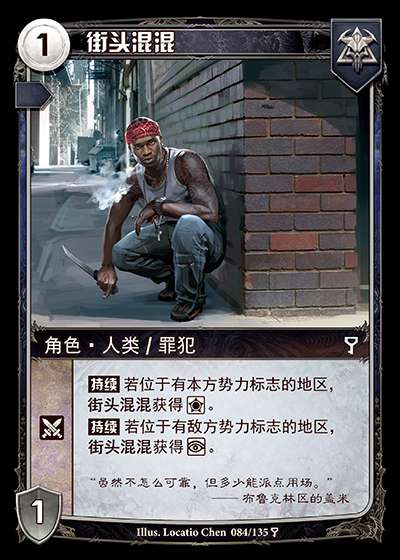 1 街头混混
角色·人类/罪犯
持续 若位于有本方势力标志的地区，
街头混混获得 。
持续 若位于有敌方势力标志的地区，
街头混混获得 。
“虽然不怎么可靠，但多少能派点用场。”
——布鲁克林区的盖米
1
Illus. Locatio Chen 084/135